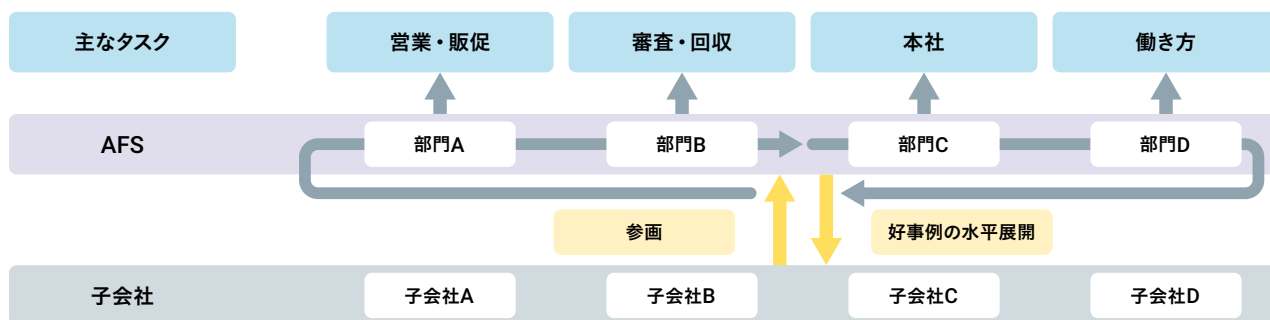 主なタスク
営業・販促
審査・回収
本社
働き方
AFS
部門A
部門B
部門C
部門D
参画
好事例の水平展開
子会社
子会社A
子会社B
子会社C
子会社D